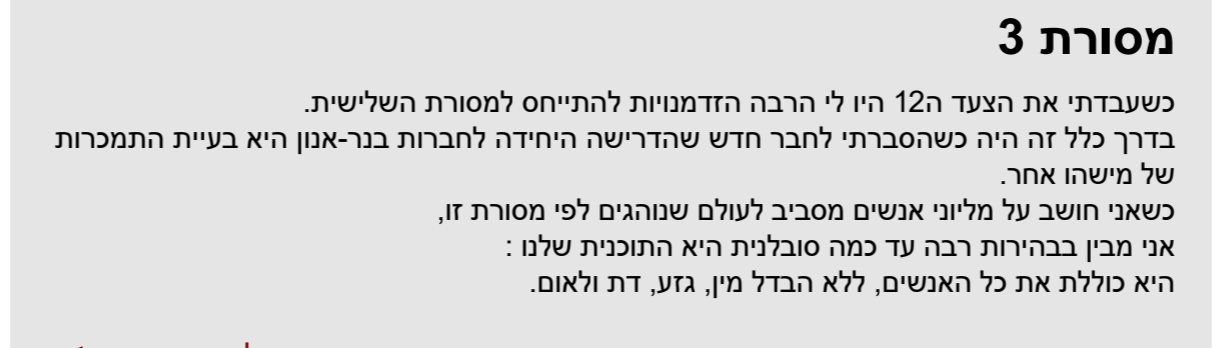 מסורת 3
כשעבדתי את הצעד ה12 היו לי הרבה הזדמנויות להתייחס למסורת השלישית.
בדרך כלל זה היה כשהסברתי לחבר חדש שהדרישה היחידה לחברות בנר-אנון היא בעיית התמכרות
של מישהו אחר.
כשאני חושב על מליוני אנשים מסביב לעולם שנוהגים לפי מסורת זו,
אני מבין בבהירות רבה עד כמה סובלנית היא התוכנית שלנו :
היא כוללת את כל האנשים, ללא הבדל מין, גזע, דת ולאום.